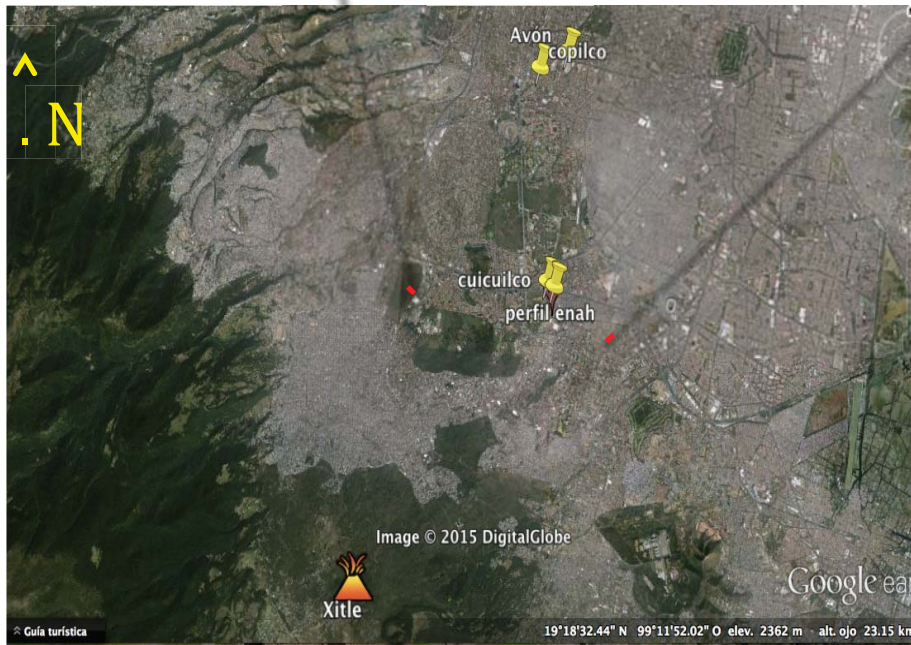 Avón
copilco
^
. N
cuicuilco
perfil enah
Image © 2015 DigitalGlobe
Xitle
Google ear
Guía turística
19°18'32.44" N 99°11'52.02" O elev. 2362 m alt. ojo 23.15 km